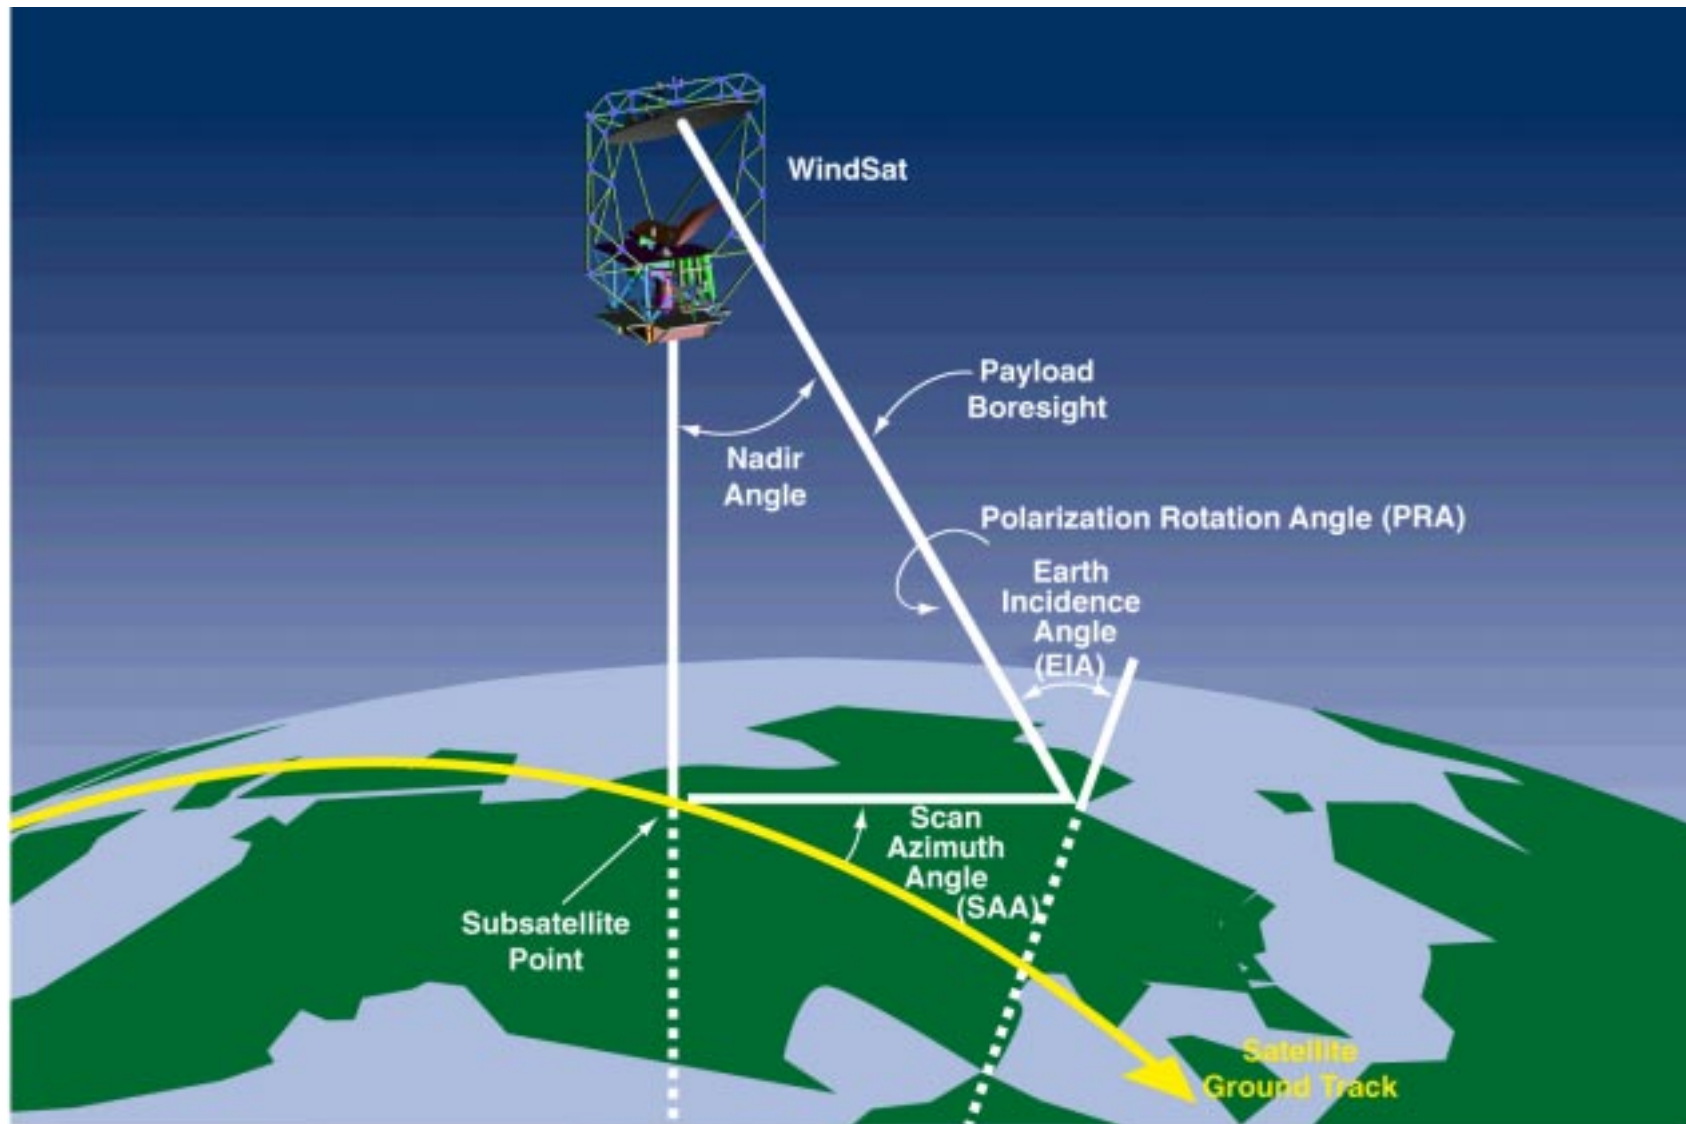 WindSat
Payload
Boresight
Nadir
Angle
Polarization Rotation Angle (PRA)
Earth
Incidence
Angle
(EIA)
Scan
Azimuth
Angle
(SAA)
Subsatellite
Point
Satellite
Ground Track